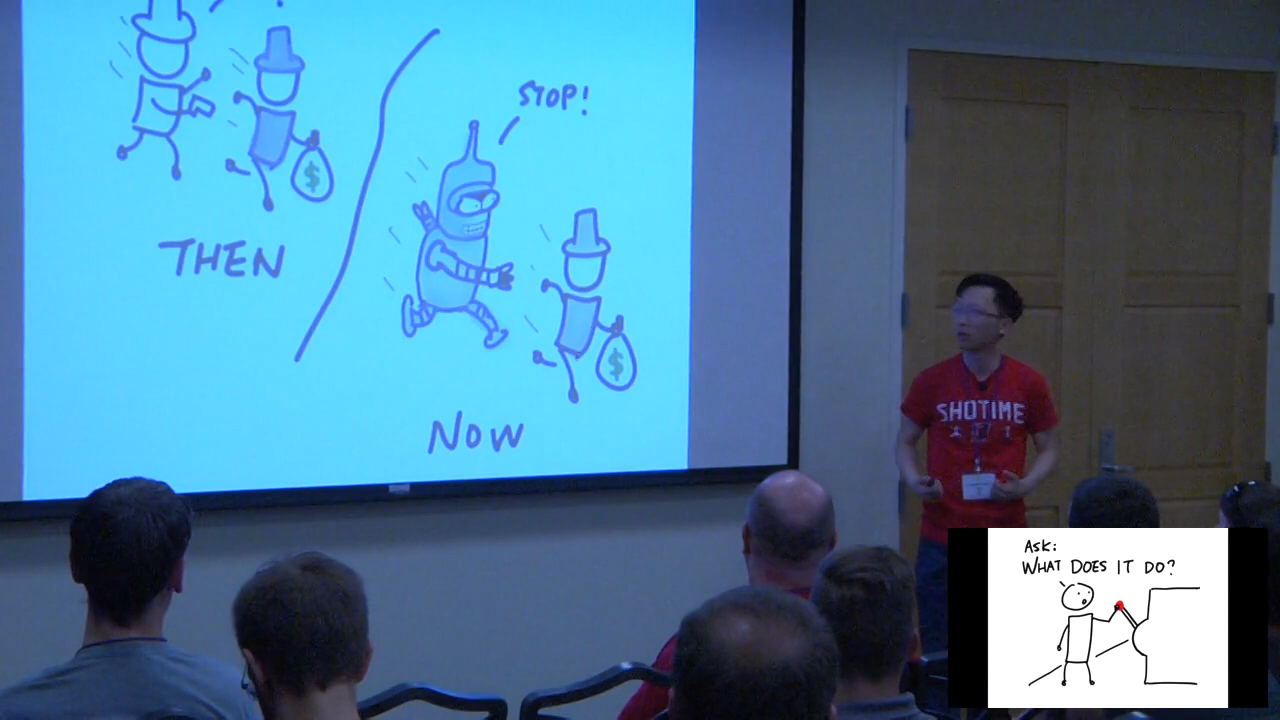 STOP!
$
THEN
$
NOW
SHOTIME
Ask:
WHAT DOES IT DO?